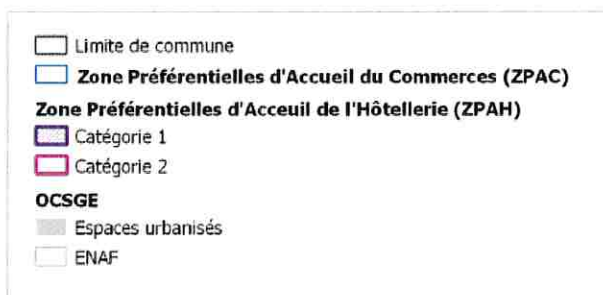 Limite de commune
Zone Préférentielles d'Accueil du Commerces (ZPAC)
Zone Préférentielles d'Acceuil de l'Hôtellerie (ZPAH)
Catégorie 1
Catégorie 2
OCSGE
Espaces urbanisés
ENAF